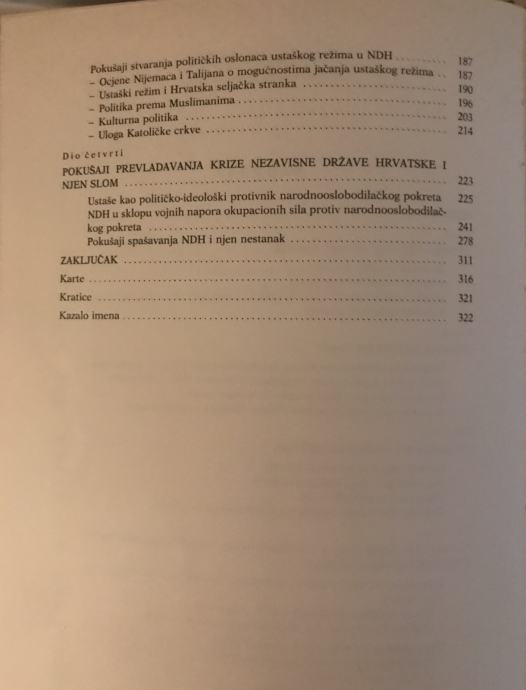 Pokušaji stvaranja političkih oslonaca ustaškog režima u NDH .......... 187
– Ocjene Nijemaca i Talijana o mogućnostima jačanja ustaškog režima .. 187
– Ustaški režim i Hrvatska seljačka stranka .......................... 190
– Politika prema Muslimanima .......................... 196
– Kulturna politika .......................... 203
– Uloga Katoličke crkve .......................... 214
Dio četvrti
POKUŠAJI PREVLADAVANJA KRIZE NEZAVISNE DRŽAVE HRVATSKE I
NJEN SLOM .......................... 223
Ustaše kao političko-ideološki protivnik narodnooslobodilačkog pokreta 225
NDH u sklopu vojnih napora okupacionih sila protiv narodnooslobodilač-
kog pokreta .......................... 241
Pokušaji spašavanja NDH i njen nestanak .......................... 278
ZAKLJUČAK .......................... 311
Karte .......................... 316
Kratice .......................... 321
Kazalo imena .......................... 322